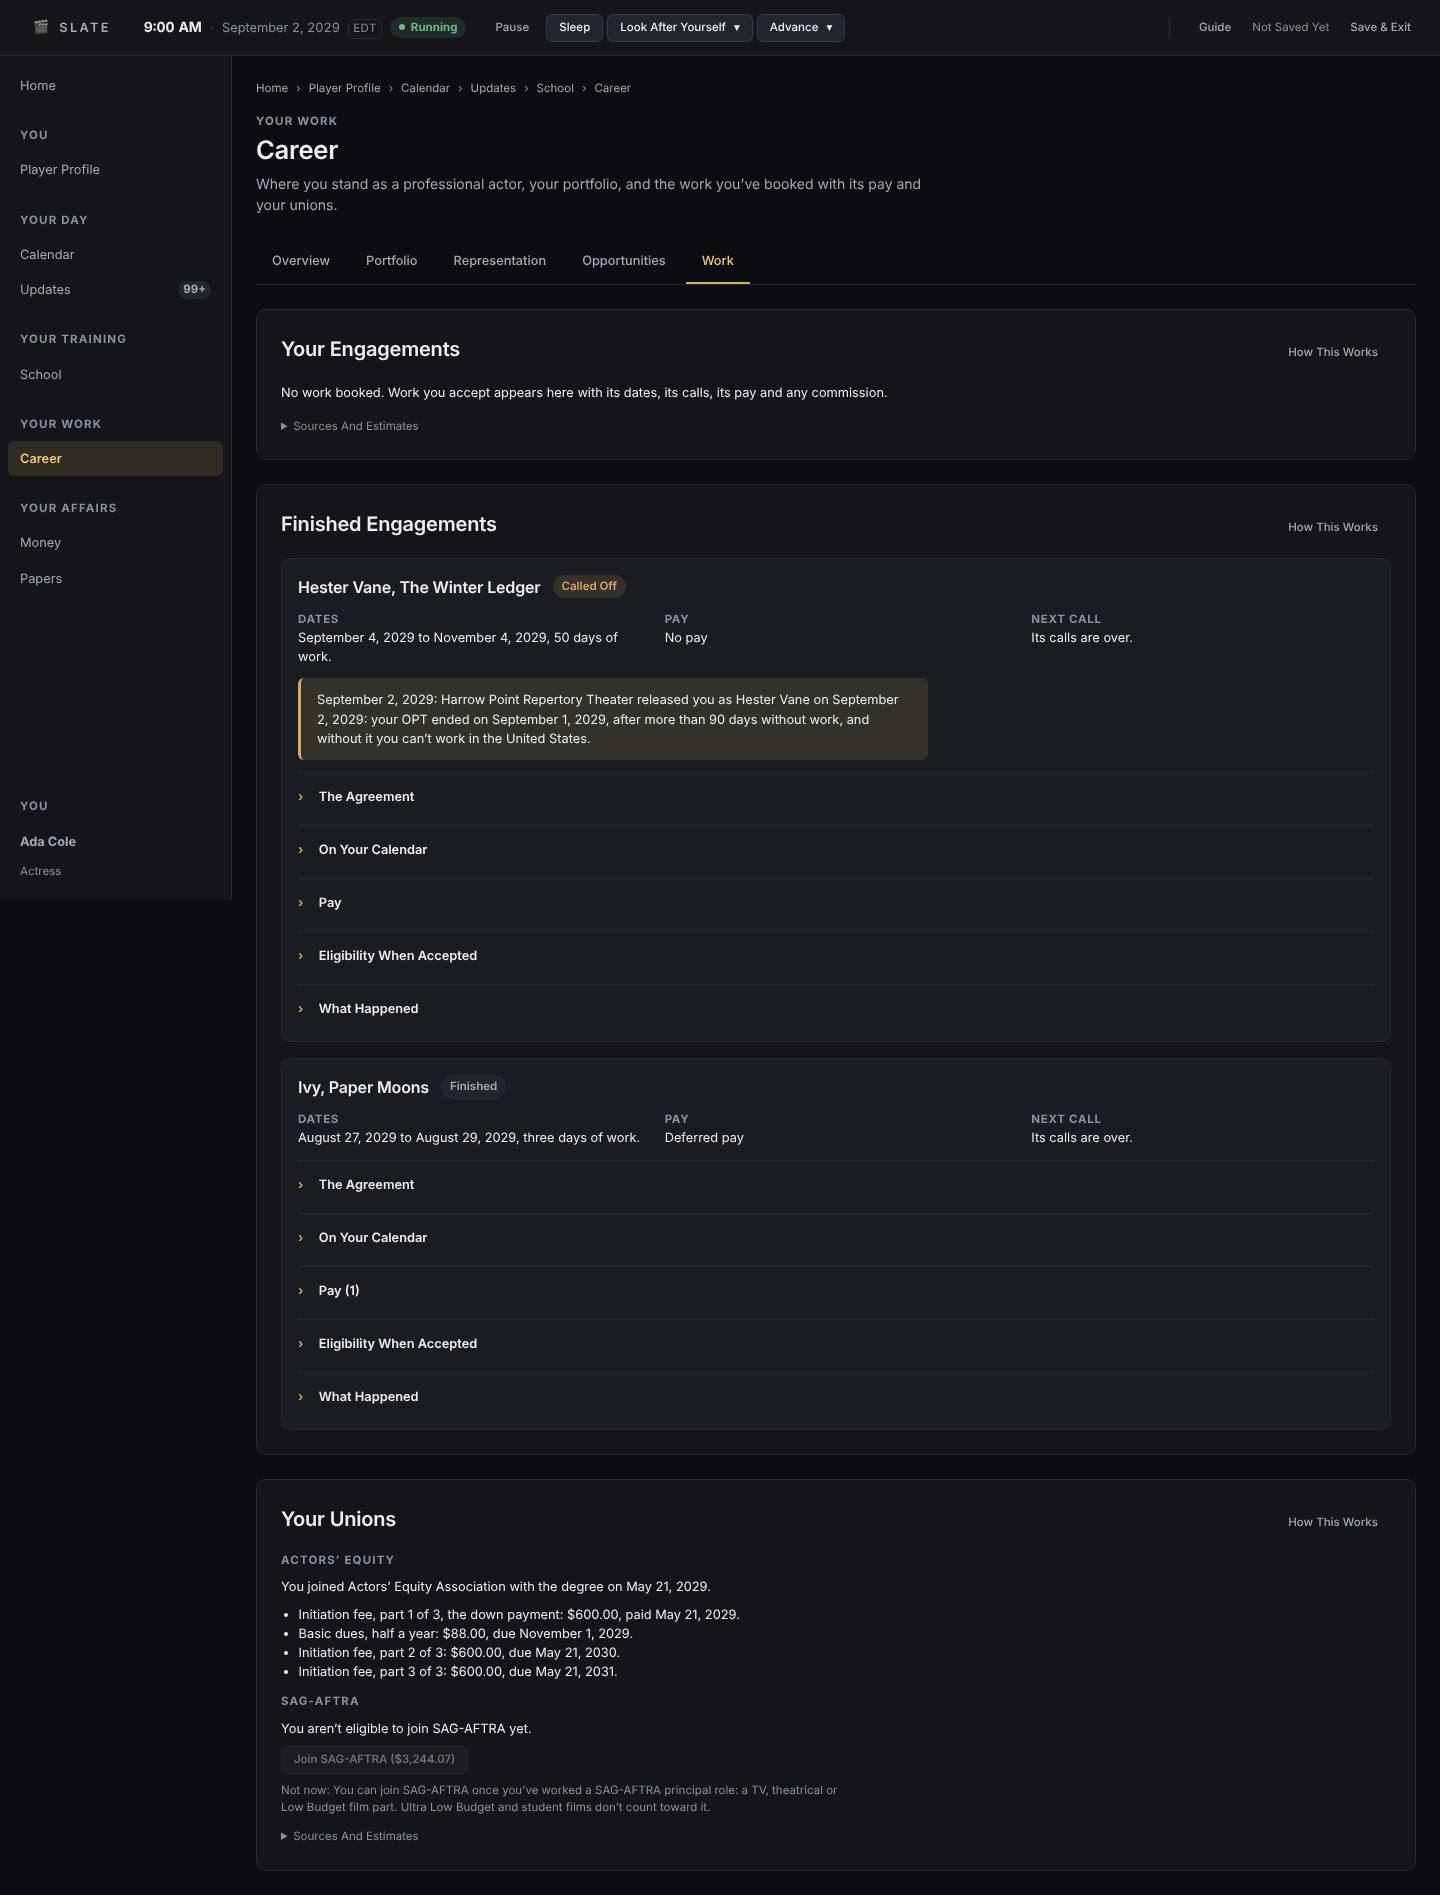 SLATE
9:00 AM · September 2, 2029 EDT Running Pause Sleep Look After Yourself ▾ Advance ▾ Guide Not Saved Yet Save & Exit
Home
YOU
Player Profile
YOUR DAY
Calendar
Updates 99+
YOUR TRAINING
School
YOUR WORK
Career
YOUR AFFAIRS
Money
Papers
YOU
Ada Cole
Actress
Home › Player Profile › Calendar › Updates › School › Career
YOUR WORK
Career
Where you stand as a professional actor, your portfolio, and the work you’ve booked with its pay and
your unions.
Overview Portfolio Representation Opportunities Work
Your Engagements How This Works
No work booked. Work you accept appears here with its dates, its calls, its pay and any commission.
▶ Sources And Estimates
Finished Engagements How This Works
Hester Vane, The Winter Ledger Called Off
DATES PAY NEXT CALL
September 4, 2029 to November 4, 2029, 50 days of No pay Its calls are over.
work.
September 2, 2029: Harrow Point Repertory Theater released you as Hester Vane on September
2, 2029: your OPT ended on September 1, 2029, after more than 90 days without work, and
without it you can’t work in the United States.
› The Agreement
› On Your Calendar
› Pay
› Eligibility When Accepted
› What Happened
Ivy, Paper Moons Finished
DATES PAY NEXT CALL
August 27, 2029 to August 29, 2029, three days of work. Deferred pay Its calls are over.
› The Agreement
› On Your Calendar
› Pay (1)
› Eligibility When Accepted
› What Happened
Your Unions How This Works
ACTORS’ EQUITY
You joined Actors’ Equity Association with the degree on May 21, 2029.
• Initiation fee, part 1 of 3, the down payment: $600.00, paid May 21, 2029.
• Basic dues, half a year: $88.00, due November 1, 2029.
• Initiation fee, part 2 of 3: $600.00, due May 21, 2030.
• Initiation fee, part 3 of 3: $600.00, due May 21, 2031.
SAG-AFTRA
You aren’t eligible to join SAG-AFTRA yet.
Join SAG-AFTRA ($3,244.07)
Not now: You can join SAG-AFTRA once you’ve worked a SAG-AFTRA principal role: a TV, theatrical or
Low Budget film part. Ultra Low Budget and student films don’t count toward it.
▶ Sources And Estimates